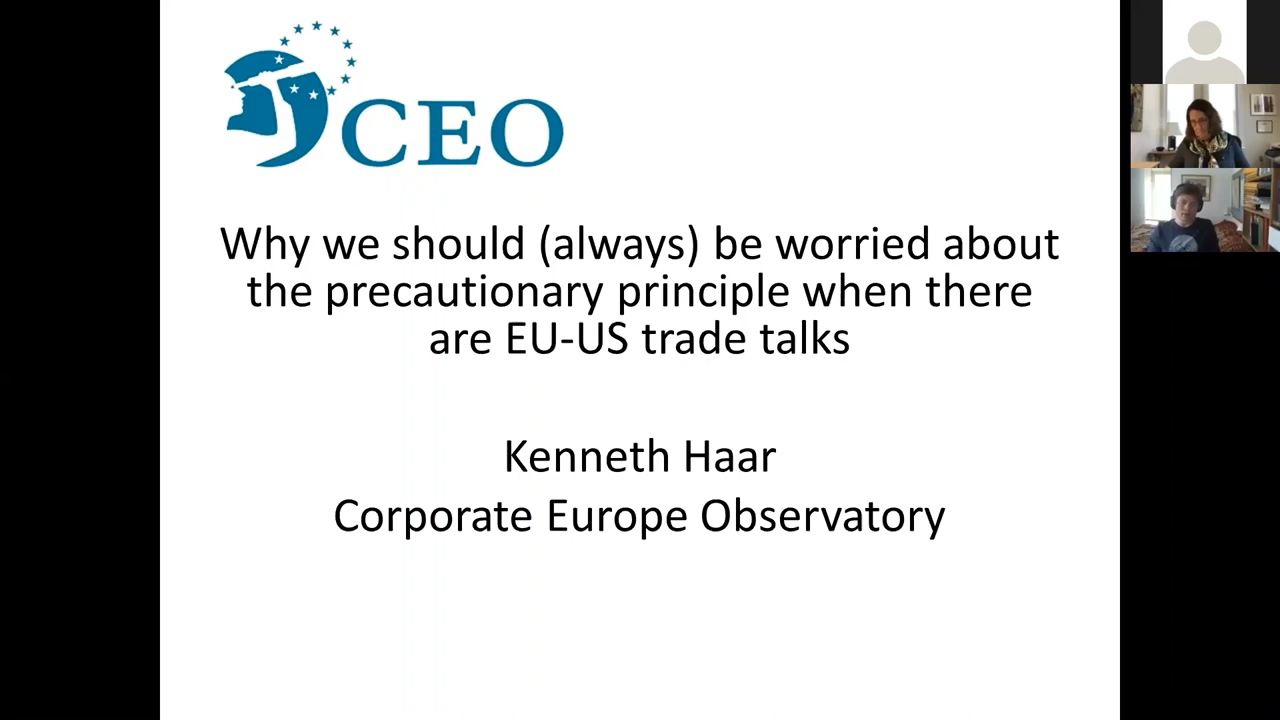 CEO
Why we should (always) be worried about
the precautionary principle when there
are EU-US trade talks
Kenneth Haar
Corporate Europe Observatory